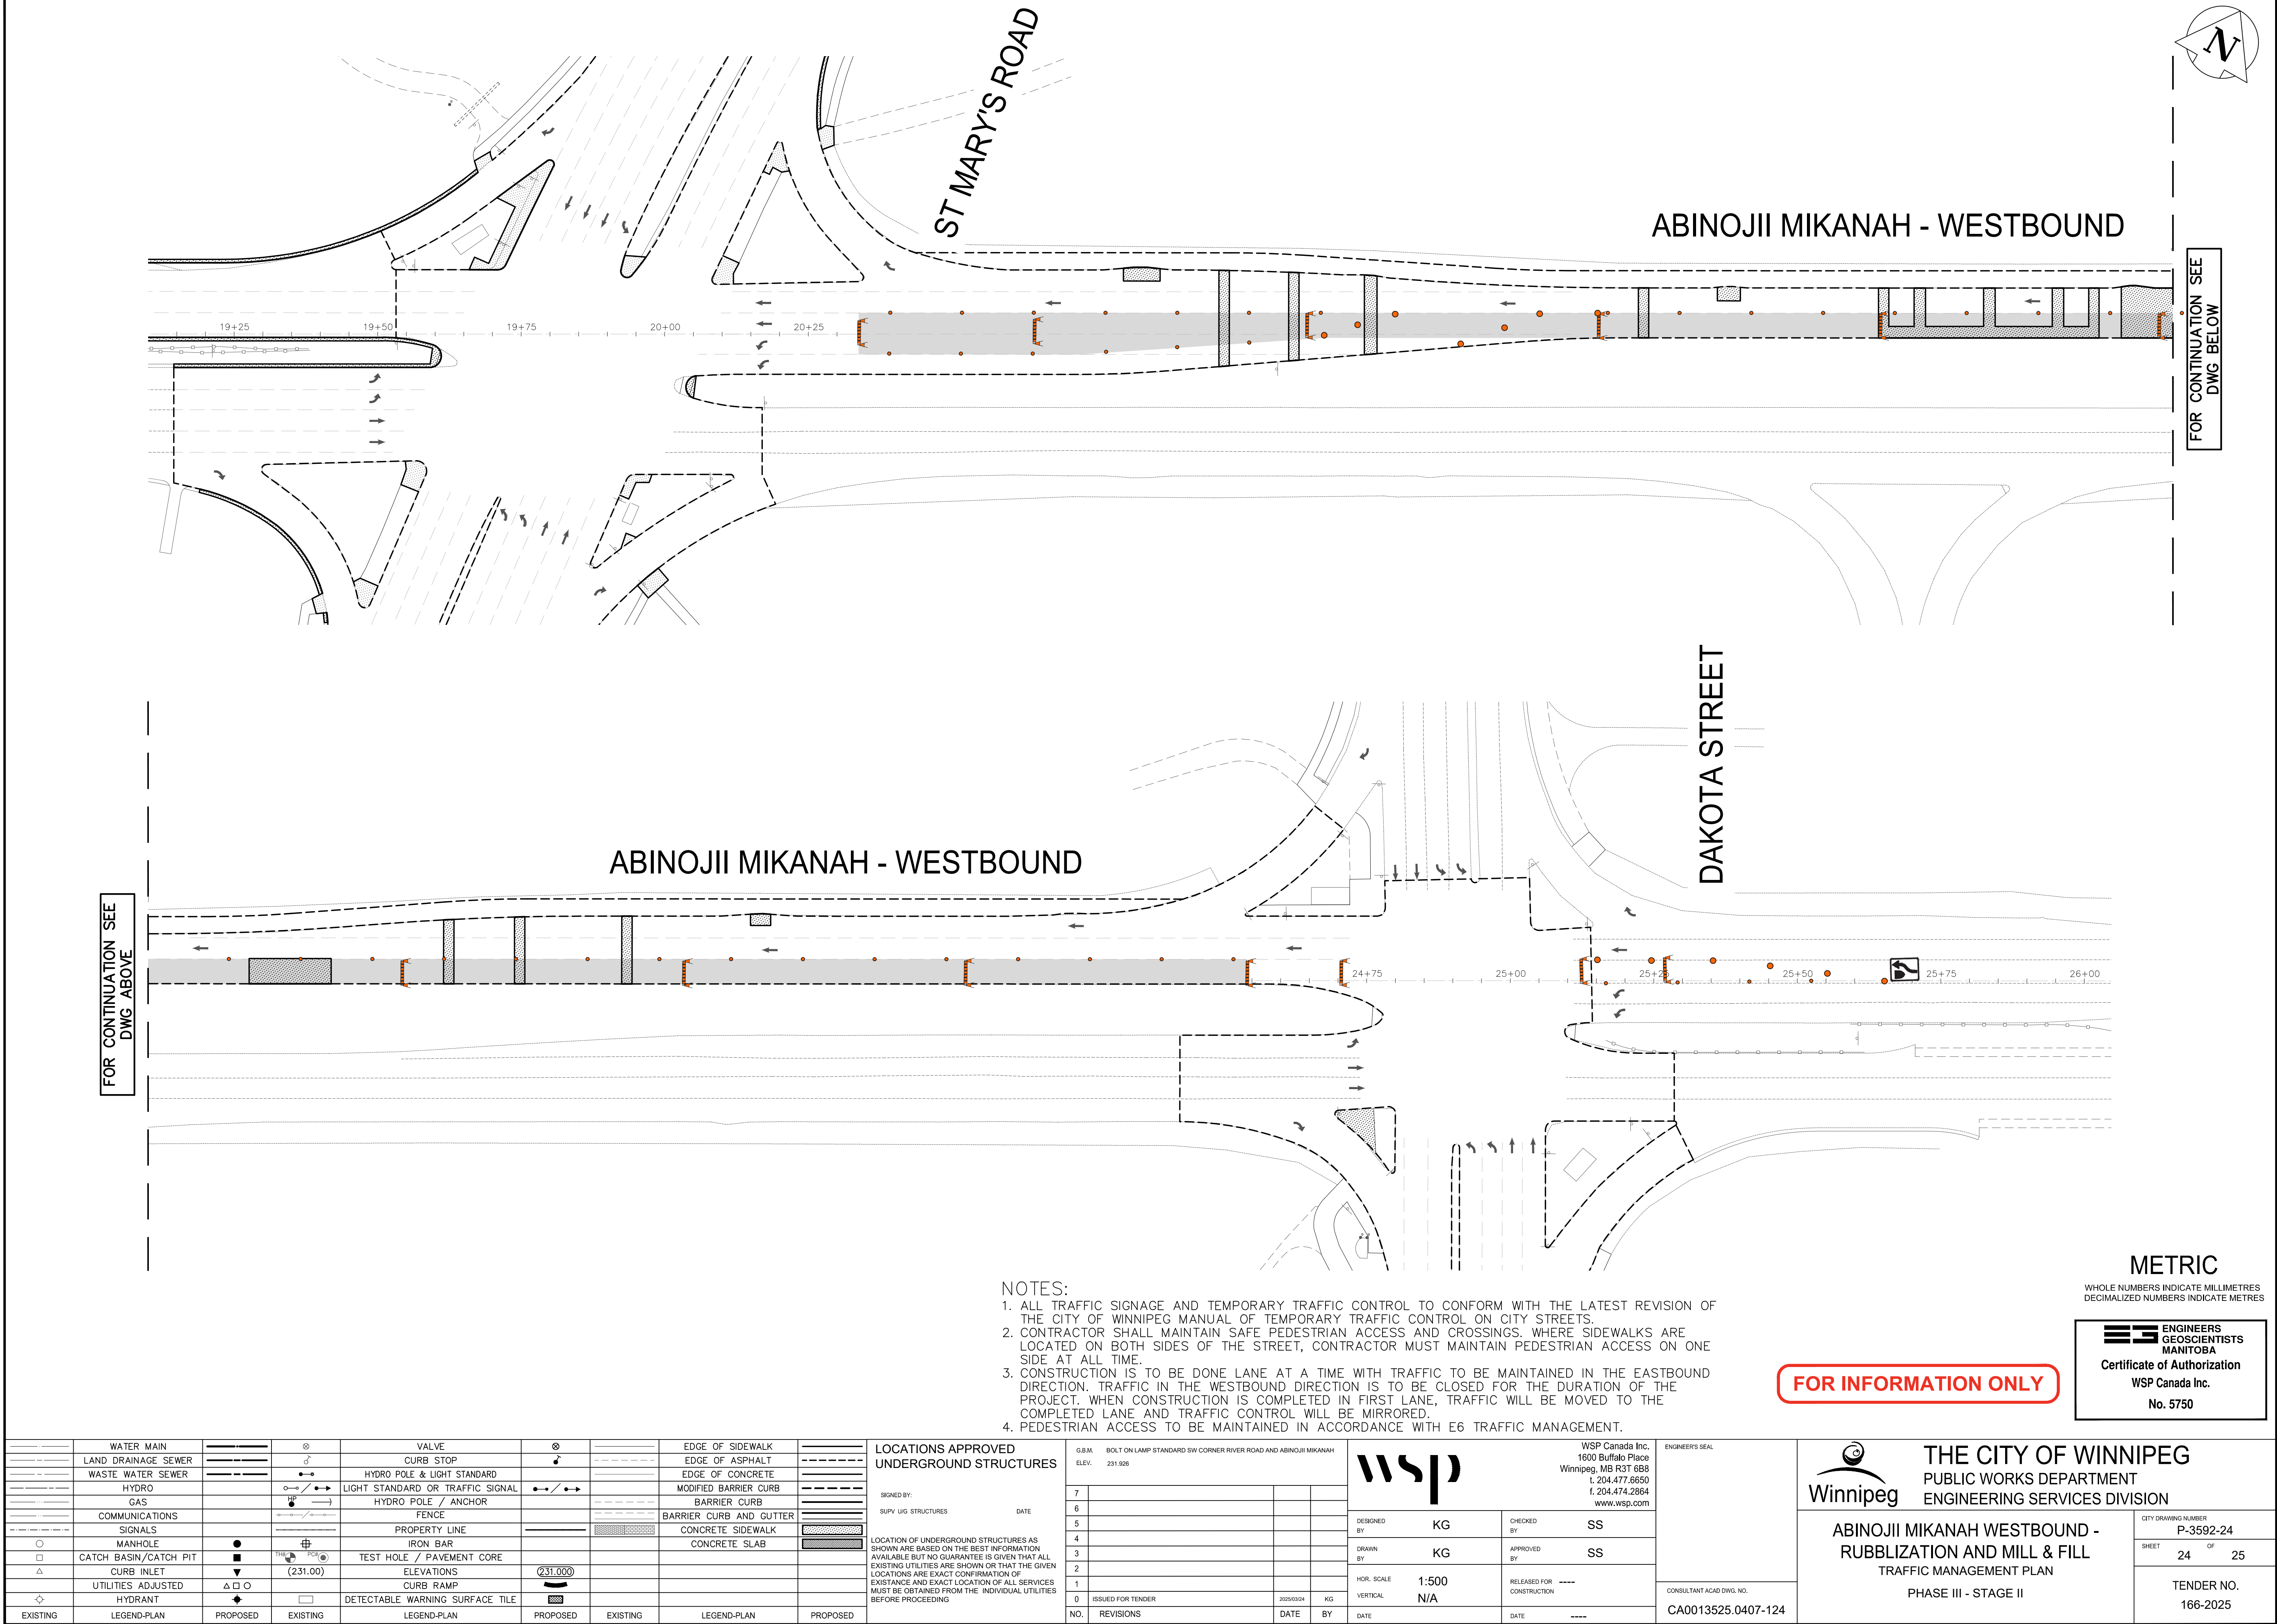 ST MARY'S ROAD
N
ABINOJII MIKANAH - WESTBOUND
FOR CONTINUATION SEE
DWG BELOW
19+25
19+50
19+75
20+00
20+25
DAKOTA STREET
ABINOJII MIKANAH - WESTBOUND
FOR CONTINUATION SEE
DWG ABOVE
24+75
25+00
25+25
25+50
25+75
26+00
NOTES:
1. ALL TRAFFIC SIGNAGE AND TEMPORARY TRAFFIC CONTROL TO CONFORM WITH THE LATEST REVISION OF
THE CITY OF WINNIPEG MANUAL OF TEMPORARY TRAFFIC CONTROL ON CITY STREETS.
2. CONTRACTOR SHALL MAINTAIN SAFE PEDESTRIAN ACCESS AND CROSSINGS. WHERE SIDEWALKS ARE
LOCATED ON BOTH SIDES OF THE STREET, CONTRACTOR MUST MAINTAIN PEDESTRIAN ACCESS ON ONE
SIDE AT ALL TIME.
3. CONSTRUCTION IS TO BE DONE LANE AT A TIME WITH TRAFFIC TO BE MAINTAINED IN THE EASTBOUND
DIRECTION. TRAFFIC IN THE WESTBOUND DIRECTION IS TO BE CLOSED FOR THE DURATION OF THE
PROJECT. WHEN CONSTRUCTION IS COMPLETED IN FIRST LANE, TRAFFIC WILL BE MOVED TO THE
COMPLETED LANE AND TRAFFIC CONTROL WILL BE MIRRORED.
4. PEDESTRIAN ACCESS TO BE MAINTAINED IN ACCORDANCE WITH E6 TRAFFIC MANAGEMENT.
FOR INFORMATION ONLY
METRIC
WHOLE NUMBERS INDICATE MILLIMETRES
DECIMALIZED NUMBERS INDICATE METRES
ENGINEERS
GEOSCIENTISTS
MANITOBA
Certificate of Authorization
WSP Canada Inc.
No. 5750
WATER MAIN VALVE EDGE OF SIDEWALK
LAND DRAINAGE SEWER CURB STOP EDGE OF ASPHALT
WASTE WATER SEWER HYDRO POLE & LIGHT STANDARD EDGE OF CONCRETE
HYDRO LIGHT STANDARD OR TRAFFIC SIGNAL MODIFIED BARRIER CURB
GAS HP HYDRO POLE / ANCHOR BARRIER CURB
COMMUNICATIONS FENCE BARRIER CURB AND GUTTER
SIGNALS PROPERTY LINE CONCRETE SIDEWALK
MANHOLE IRON BAR CONCRETE SLAB
CATCH BASIN/CATCH PIT TEST HOLE / PAVEMENT CORE
CURB INLET (231.00) ELEVATIONS (231.000)
UTILITIES ADJUSTED CURB RAMP
HYDRANT DETECTABLE WARNING SURFACE TILE
EXISTING LEGEND-PLAN PROPOSED EXISTING LEGEND-PLAN PROPOSED EXISTING LEGEND-PLAN PROPOSED
LOCATIONS APPROVED
UNDERGROUND STRUCTURES
SIGNED BY:
SUPV U/G STRUCTURES DATE
LOCATION OF UNDERGROUND STRUCTURES AS
SHOWN ARE BASED ON THE BEST INFORMATION
AVAILABLE BUT NO GUARANTEE IS GIVEN THAT ALL
EXISTING UTILITIES ARE SHOWN OR THAT THE GIVEN
LOCATIONS ARE EXACT CONFIRMATION OF
EXISTANCE AND EXACT LOCATION OF ALL SERVICES
MUST BE OBTAINED FROM THE INDIVIDUAL UTILITIES
BEFORE PROCEEDING
G.B.M. BOLT ON LAMP STANDARD SW CORNER RIVER ROAD AND ABINOJII MIKANAH
ELEV. 231.926
7
6
5
4
3
2
1
0 ISSUED FOR TENDER 2025/03/24 KG
NO. REVISIONS DATE BY
wsp
WSP Canada Inc.
1600 Buffalo Place
Winnipeg, MB R3T 6B8
t. 204.477.6650
f. 204.474.2864
www.wsp.com
DESIGNED BY KG CHECKED BY SS
DRAWN BY KG APPROVED BY SS
HOR. SCALE 1:500 RELEASED FOR CONSTRUCTION ----
VERTICAL N/A
DATE DATE ----
ENGINEER'S SEAL
CONSULTANT ACAD DWG. NO.
CA0013525.0407-124
Winnipeg
THE CITY OF WINNIPEG
PUBLIC WORKS DEPARTMENT
ENGINEERING SERVICES DIVISION
ABINOJII MIKANAH WESTBOUND -
RUBBLIZATION AND MILL & FILL
TRAFFIC MANAGEMENT PLAN
PHASE III - STAGE II
CITY DRAWING NUMBER
P-3592-24
SHEET OF
24 25
TENDER NO.
166-2025